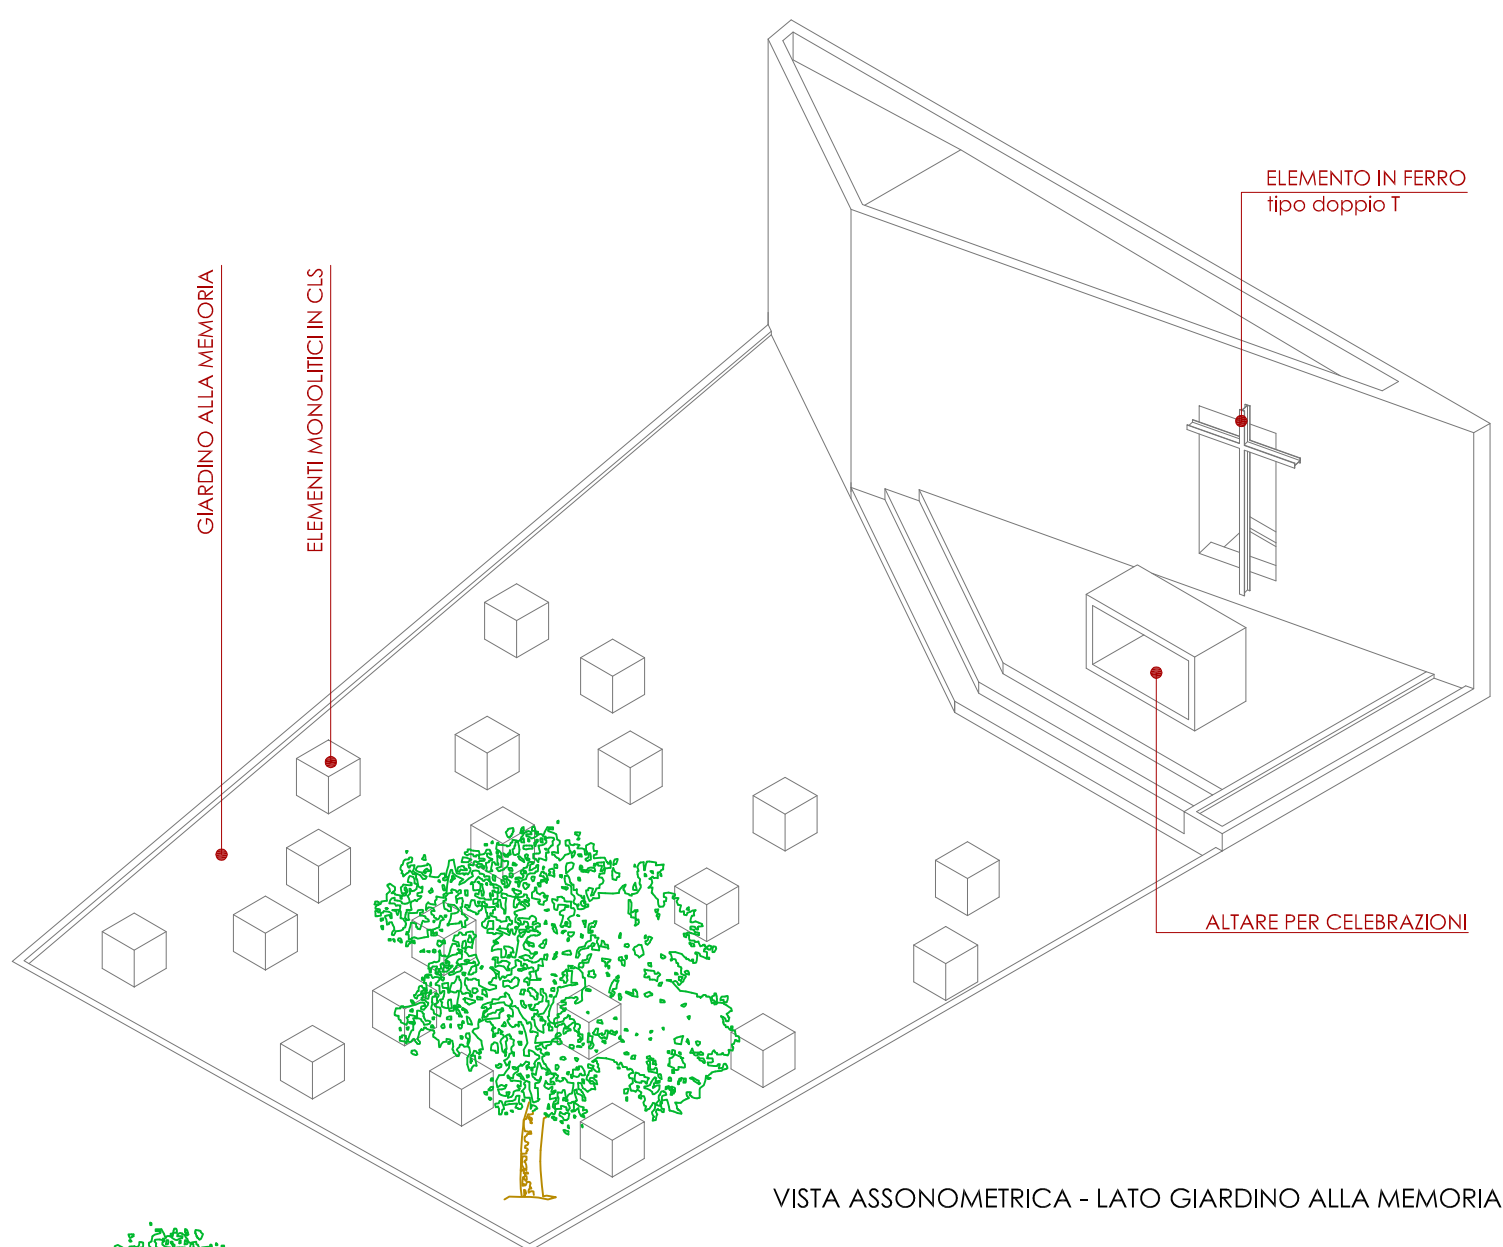 ELEMENTO IN FERRO
tipo doppio T
GIARDINO ALLA MEMORIA
ELEMENTI MONOLITICI IN CLS
ALTARE PER CELEBRAZIONI
VISTA ASSONOMETRICA - LATO GIARDINO ALLA MEMORIA